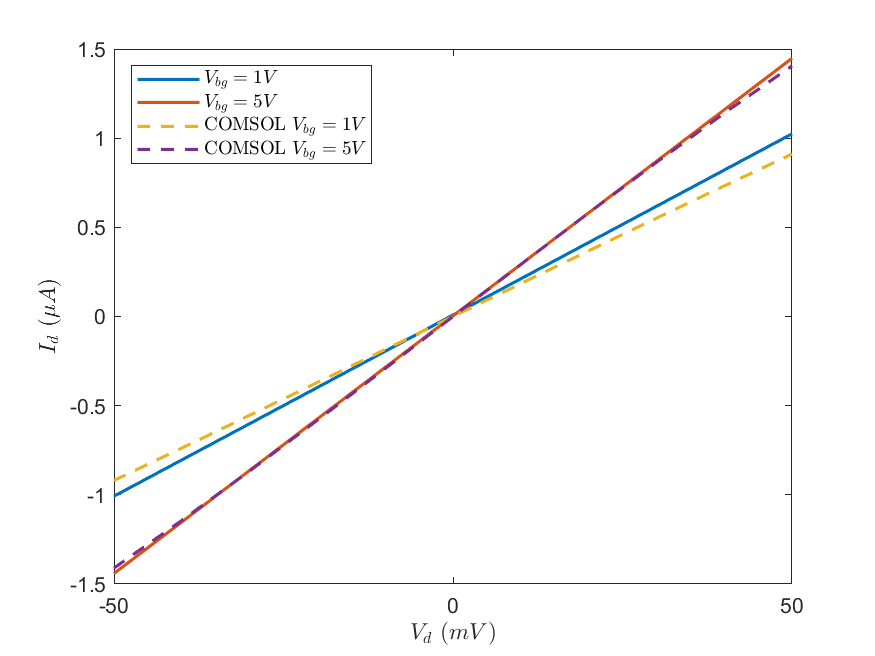 1.5
V_bg = 1V
V_bg = 5V
COMSOL V_bg = 1V
COMSOL V_bg = 5V
1
0.5
0
-0.5
-1
-1.5
I_d (μA)
-50
0
50
V_d (mV)